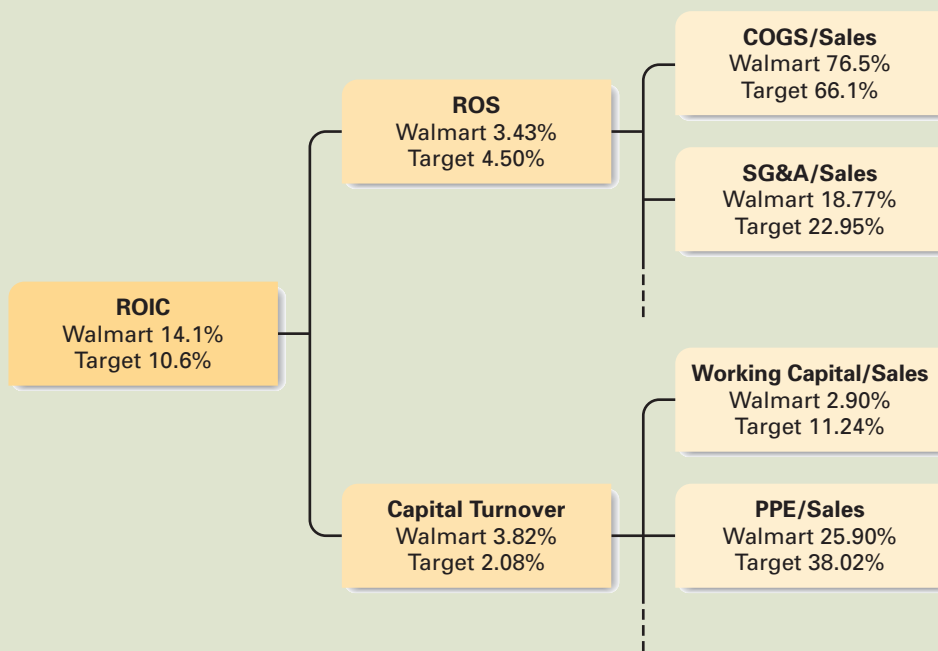 ROIC
Walmart 14.1%
Target 10.6%
ROS
Walmart 3.43%
Target 4.50%
COGS/Sales
Walmart 76.5%
Target 66.1%
SG&A/Sales
Walmart 18.77%
Target 22.95%
Capital Turnover
Walmart 3.82%
Target 2.08%
Working Capital/Sales
Walmart 2.90%
Target 11.24%
PPE/Sales
Walmart 25.90%
Target 38.02%